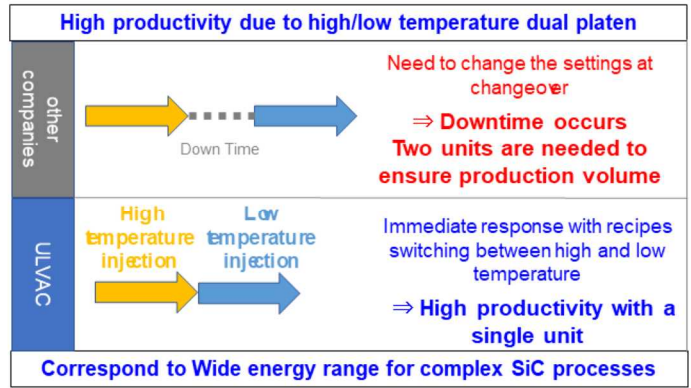 High productivity due to high/low temperature dual platen
other
companies
Down Time
Need to change the settings at
changeover
⇒ Downtime occurs
Two units are needed to
ensure production volume
ULVAC
High
temperature
injection
Low
temperature
injection
Immediate response with recipes
switching between high and low
temperature
⇒ High productivity with a
single unit
Correspond to Wide energy range for complex SiC processes